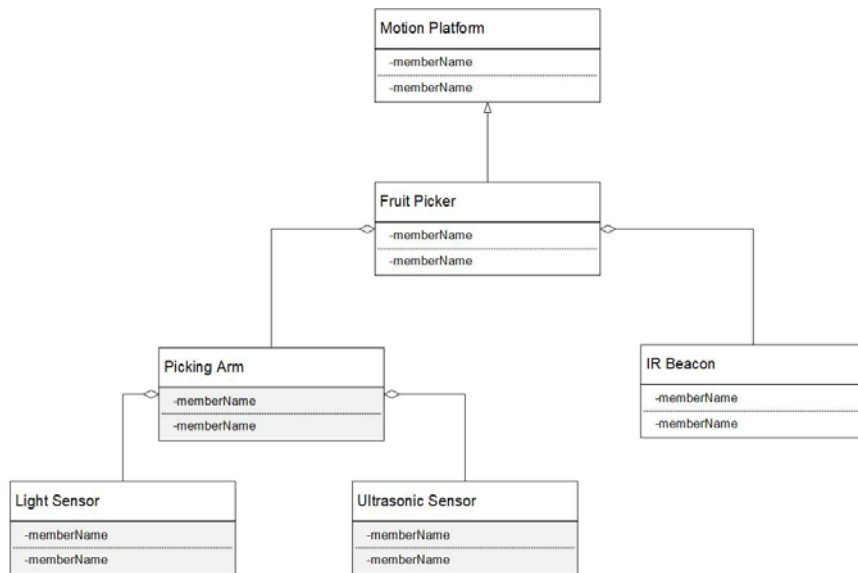 Motion Platform
-memberName
-memberName
Fruit Picker
-memberName
-memberName
Picking Arm
-memberName
-memberName
IR Beacon
-memberName
-memberName
Light Sensor
-memberName
-memberName
Ultrasonic Sensor
-memberName
-memberName